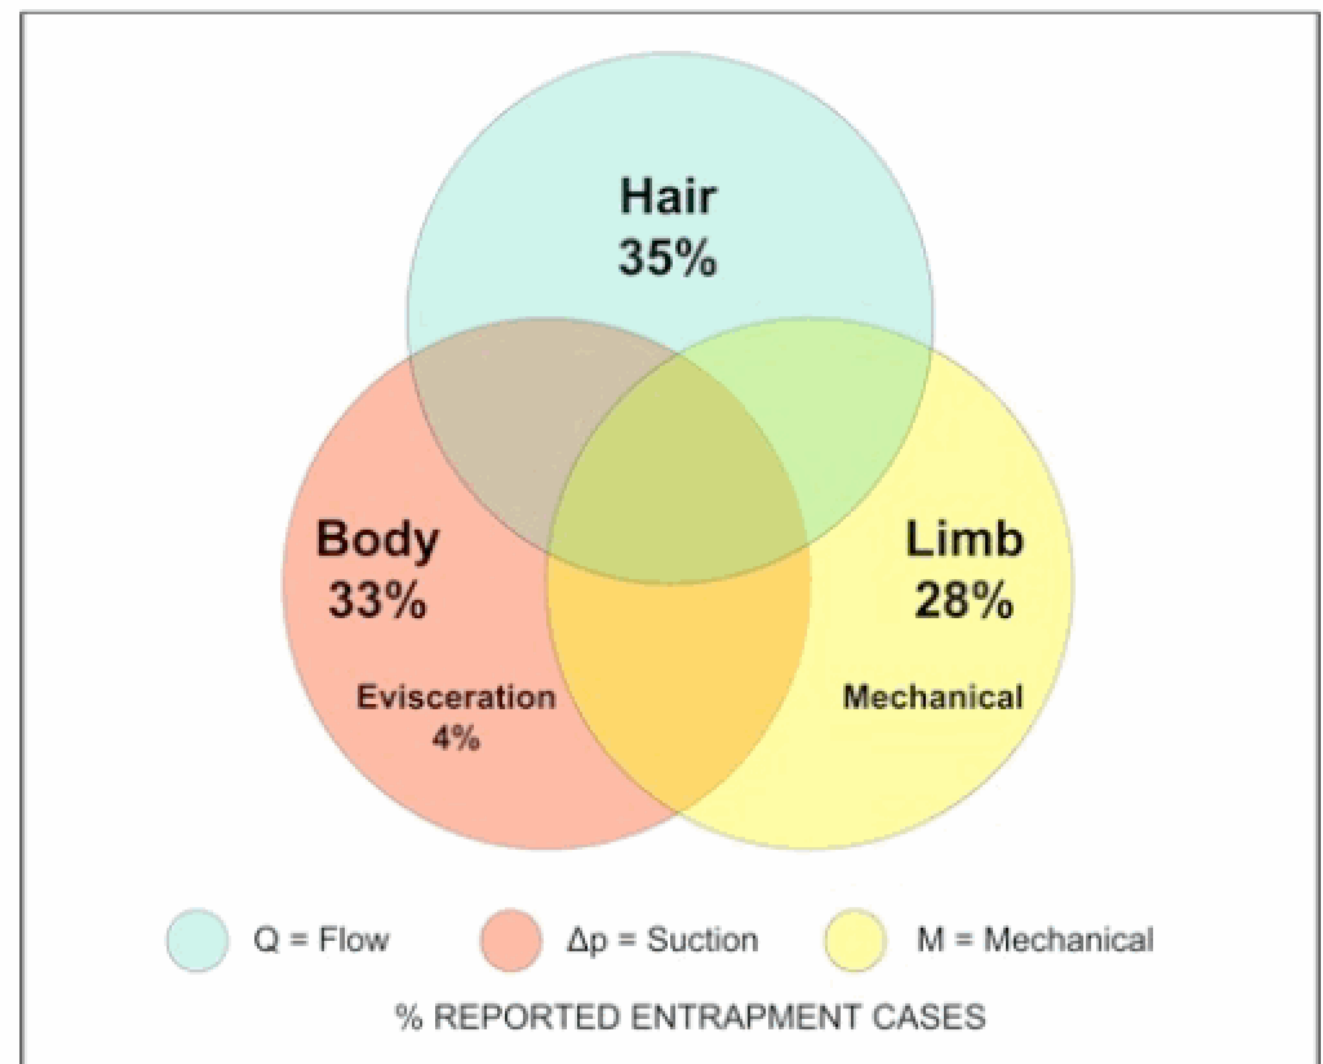 Hair
35%
Body
33%
Limb
28%
Evisceration
4%
Mechanical
Q = Flow
Δp = Suction
M = Mechanical
% REPORTED ENTRAPMENT CASES